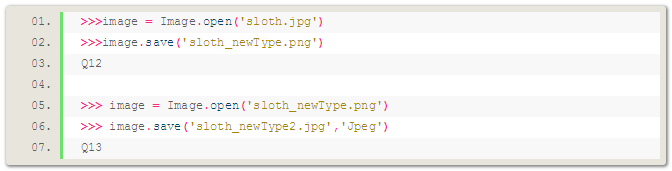 01. >>>image = Image.open('sloth.jpg')
02. >>>image.save('sloth_newType.png')
03. Q12
04.
05. >>> image = Image.open('sloth_newType.png')
06. >>> image.save('sloth_newType2.jpg','Jpeg')
07. Q13